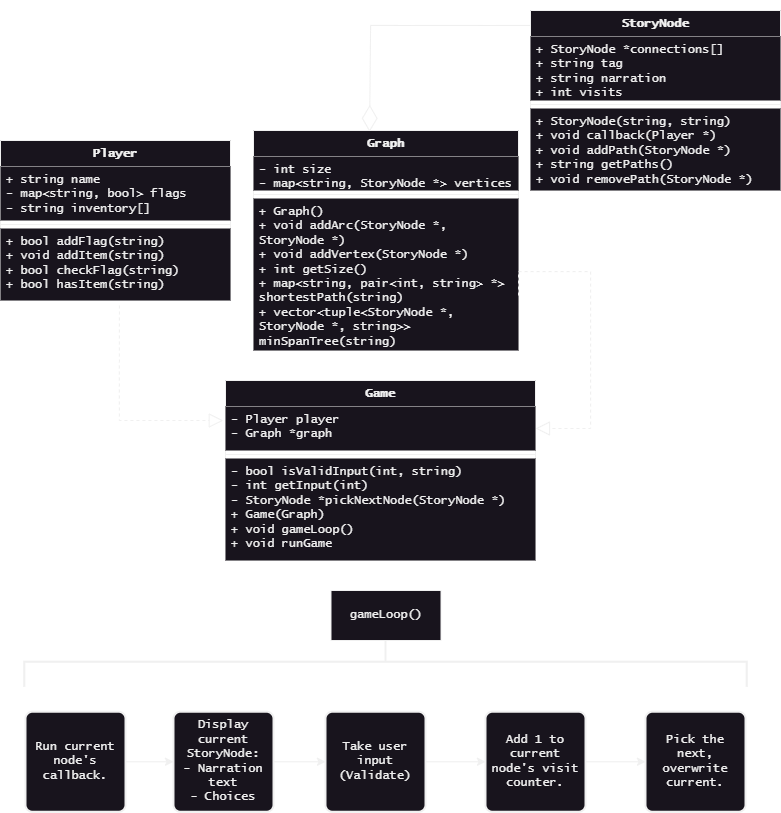 StoryNode
+ StoryNode *connections[]
+ string tag
+ string narration
+ int visits
+ StoryNode(string, string)
+ void callback(Player *)
+ void addPath(StoryNode *)
+ string getPaths()
+ void removePath(StoryNode *)
Player
+ string name
- map<string, bool> flags
- string inventory[]
+ bool addFlag(string)
+ void addItem(string)
+ bool checkFlag(string)
+ bool hasItem(string)
Graph
- int size
- map<string, StoryNode *> vertices
+ Graph()
+ void addArc(StoryNode *,
StoryNode *)
+ void addVertex(StoryNode *)
+ int getSize()
+ map<string, pair<int, string> *>
shortestPath(string)
+ vector<tuple<StoryNode *,
StoryNode *, string>>
minSpanTree(string)
Game
- Player player
- Graph *graph
- bool isValidInput(int, string)
- int getInput(int)
- StoryNode *pickNextNode(StoryNode *)
+ Game(Graph)
+ void gameLoop()
+ void runGame
gameLoop()
Run current
node's
callback.
Display
current
StoryNode:
- Narration
text
- Choices
Take user
input
(Validate)
Add 1 to
current
node's visit
counter.
Pick the
next,
overwrite
current.